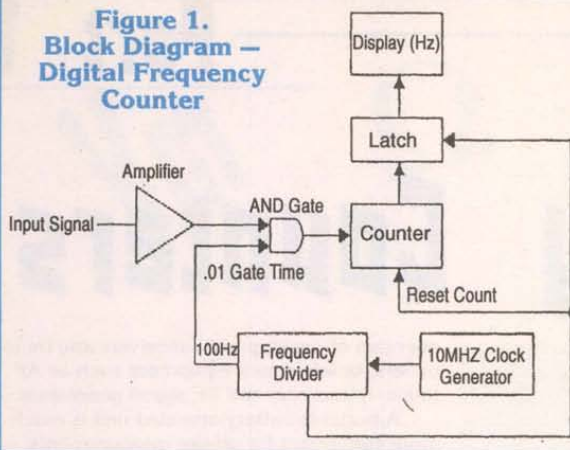 Figure 1.
Block Diagram —
Digital Frequency
Counter
Display (Hz)
Latch
Amplifier
Input Signal
AND Gate
Counter
.01 Gate Time
Reset Count
100Hz
Frequency
Divider
10MHZ Clock
Generator